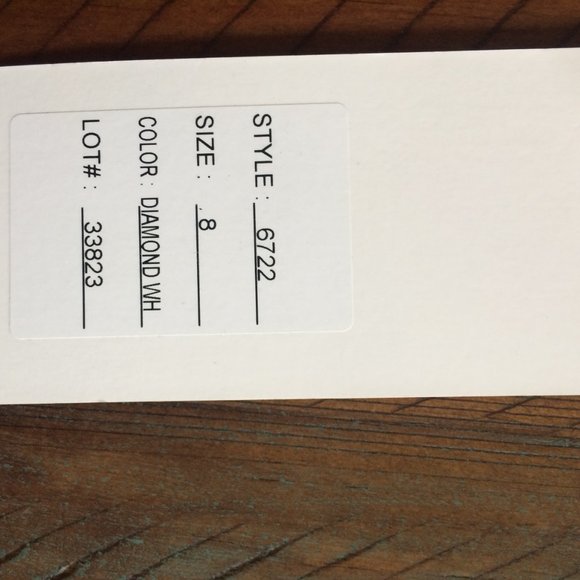 STYLE : 6722
SIZE : 8
COLOR : DIAMOND WH
LOT# : 33823